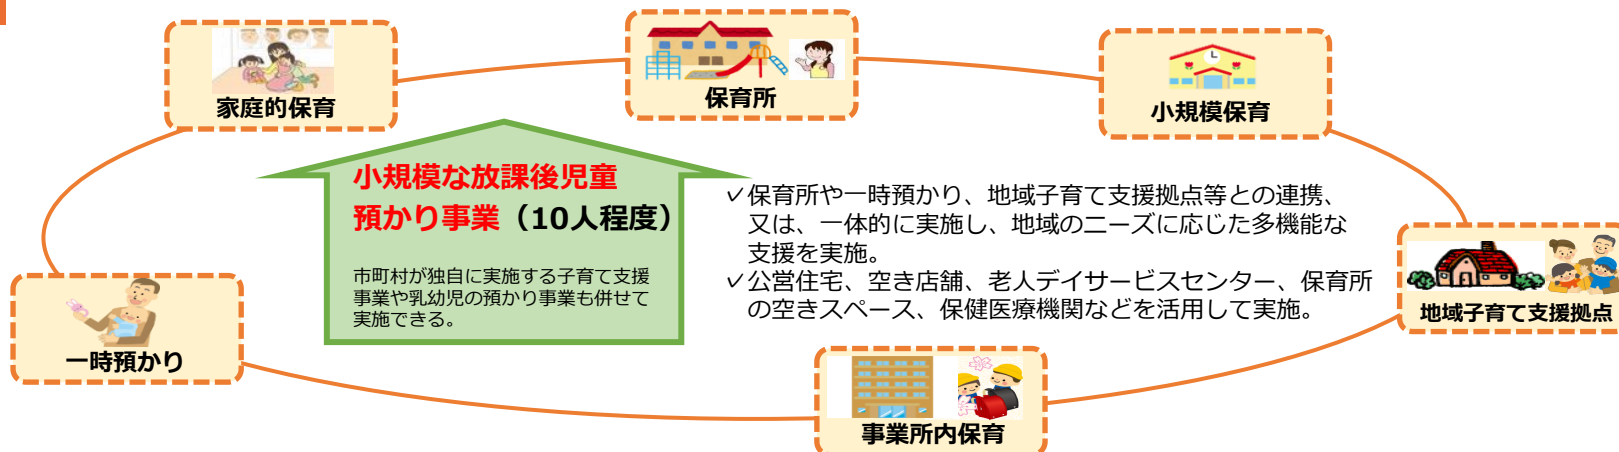 家庭的保育
保育所
小規模保育
小規模な放課後児童
預かり事業（10人程度）
市町村が独自に実施する子育て支援
事業や乳幼児の預かり事業も併せて
実施できる。
✓保育所や一時預かり、地域子育て支援拠点等との連携、
又は、一体的に実施し、地域のニーズに応じた多機能な
支援を実施。
✓公営住宅、空き店舗、老人デイサービスセンター、保育所
の空きスペース、保健医療機関などを活用して実施。
地域子育て支援拠点
一時預かり
事業所内保育